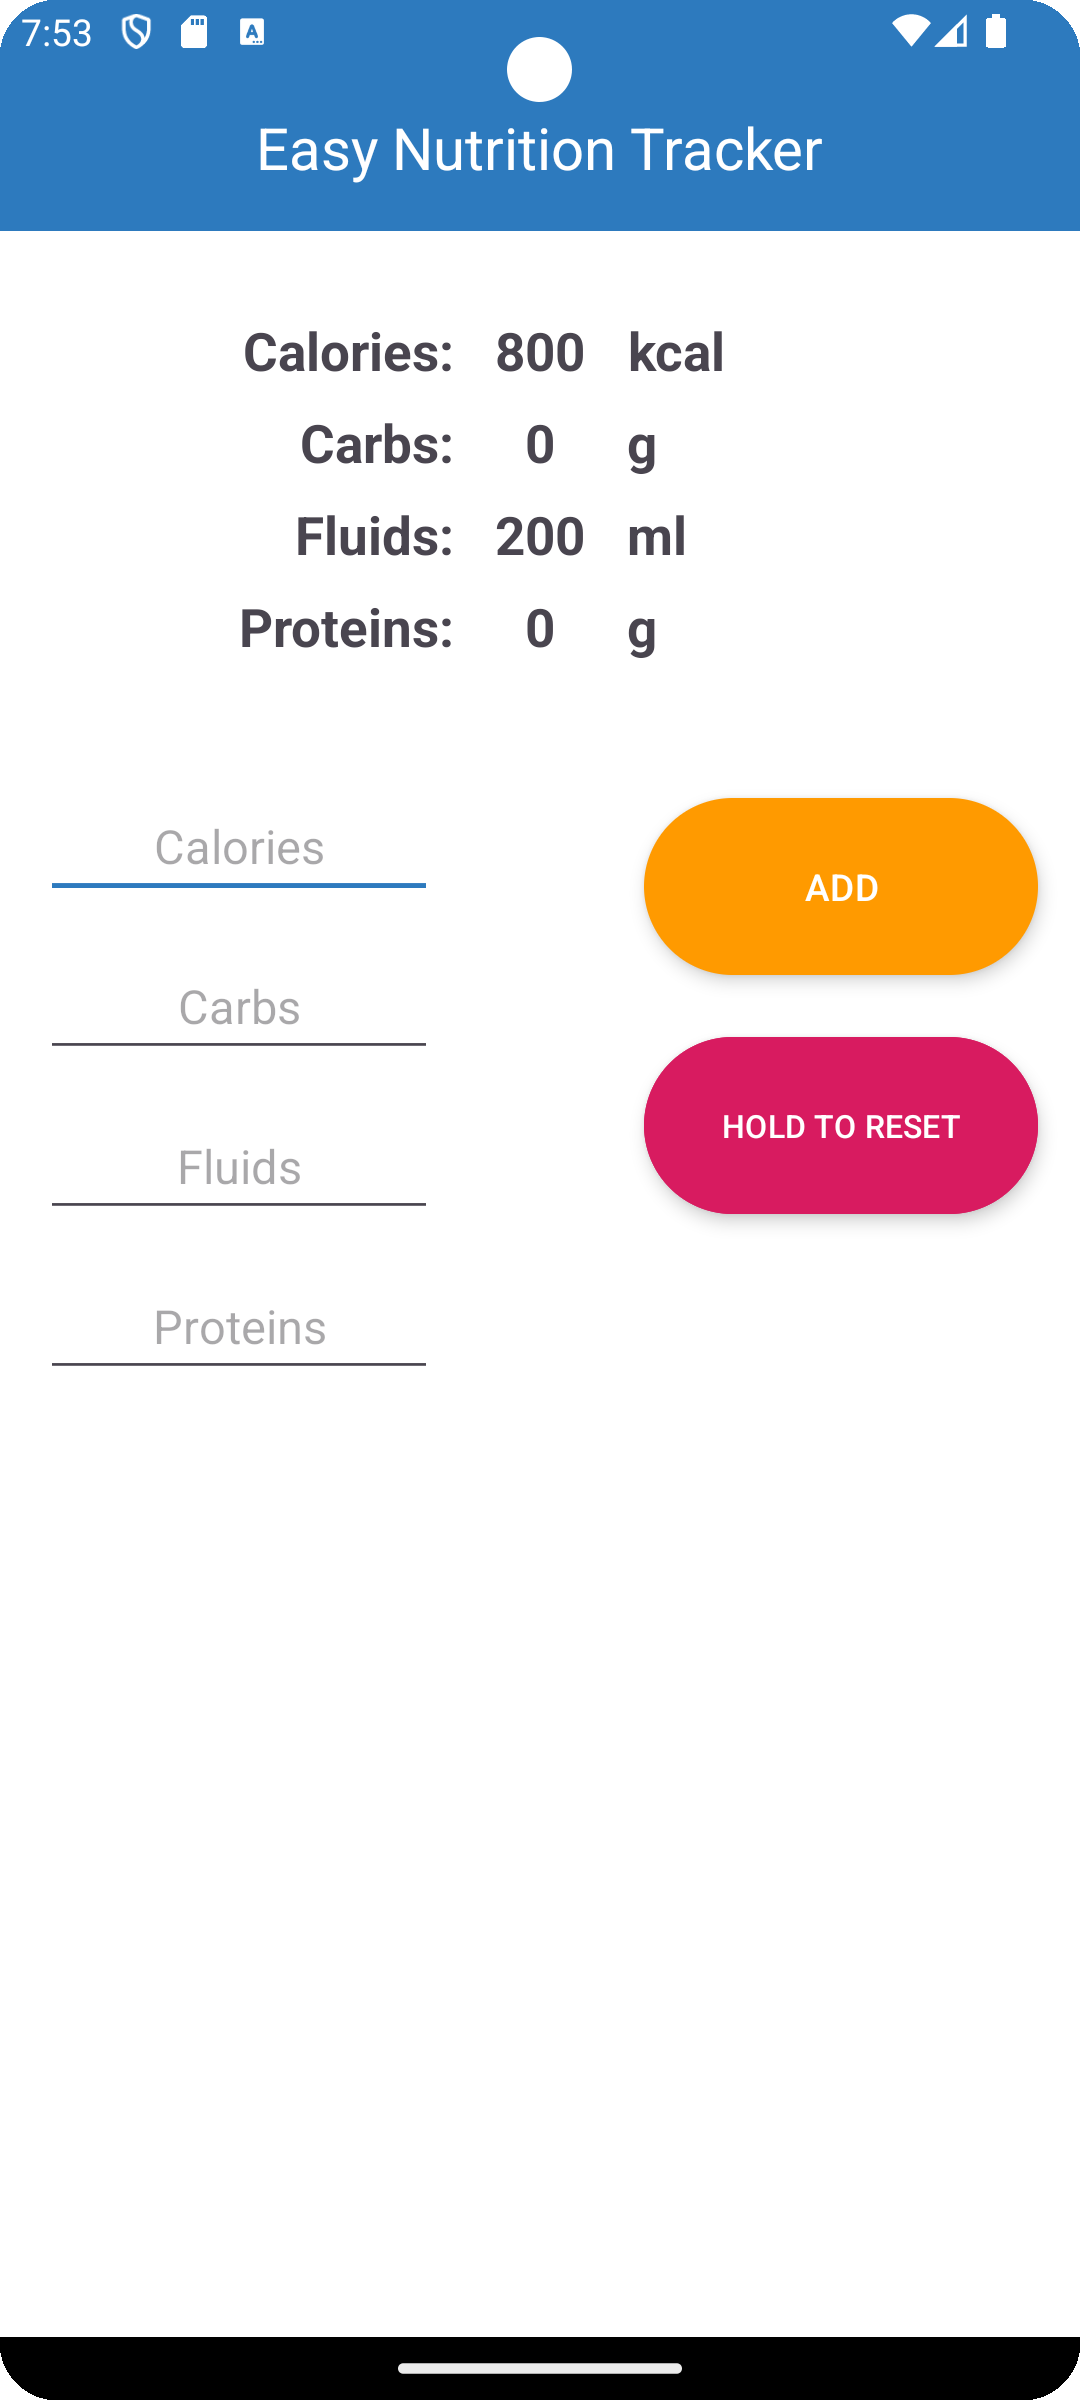 7:53
Easy Nutrition Tracker
Calories: 800 kcal
Carbs: 0 g
Fluids: 200 ml
Proteins: 0 g
Calories
ADD
Carbs
HOLD TO RESET
Fluids
Proteins